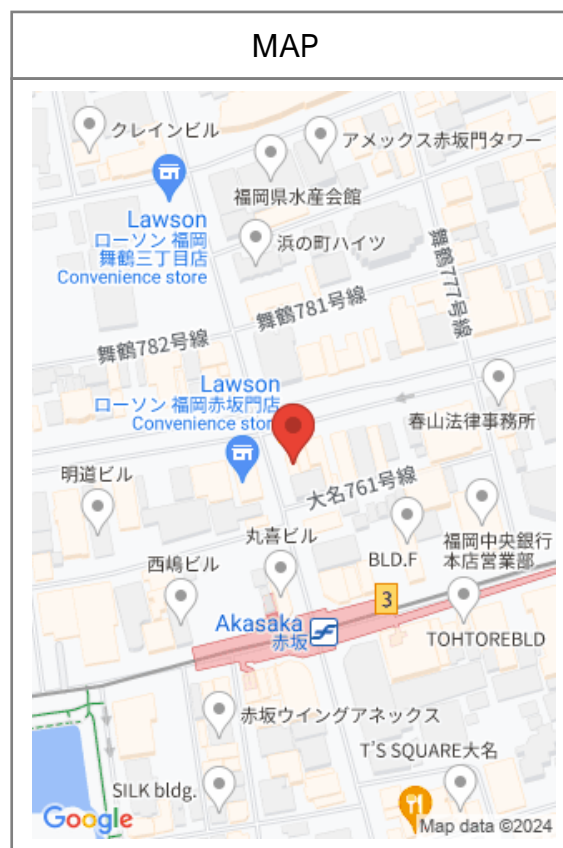 MAP
クレインビル
アメックス赤坂門タワー
福岡県水産会館
Lawson
ローソン 福岡
舞鶴三丁目店
Convenience store
浜の町ハイツ
舞鶴777号線
舞鶴781号線
舞鶴782号線
Lawson
ローソン 福岡赤坂門店
Convenience store
春山法律事務所
明道ビル
大名761号線
丸喜ビル
西嶋ビル
BLD.F
福岡中央銀行
本店営業部
3
Akasaka
赤坂
TOHTOREBLD
赤坂ウイングアネックス
T'S SQUARE大名
SILK bldg.
Google
Map data ©2024